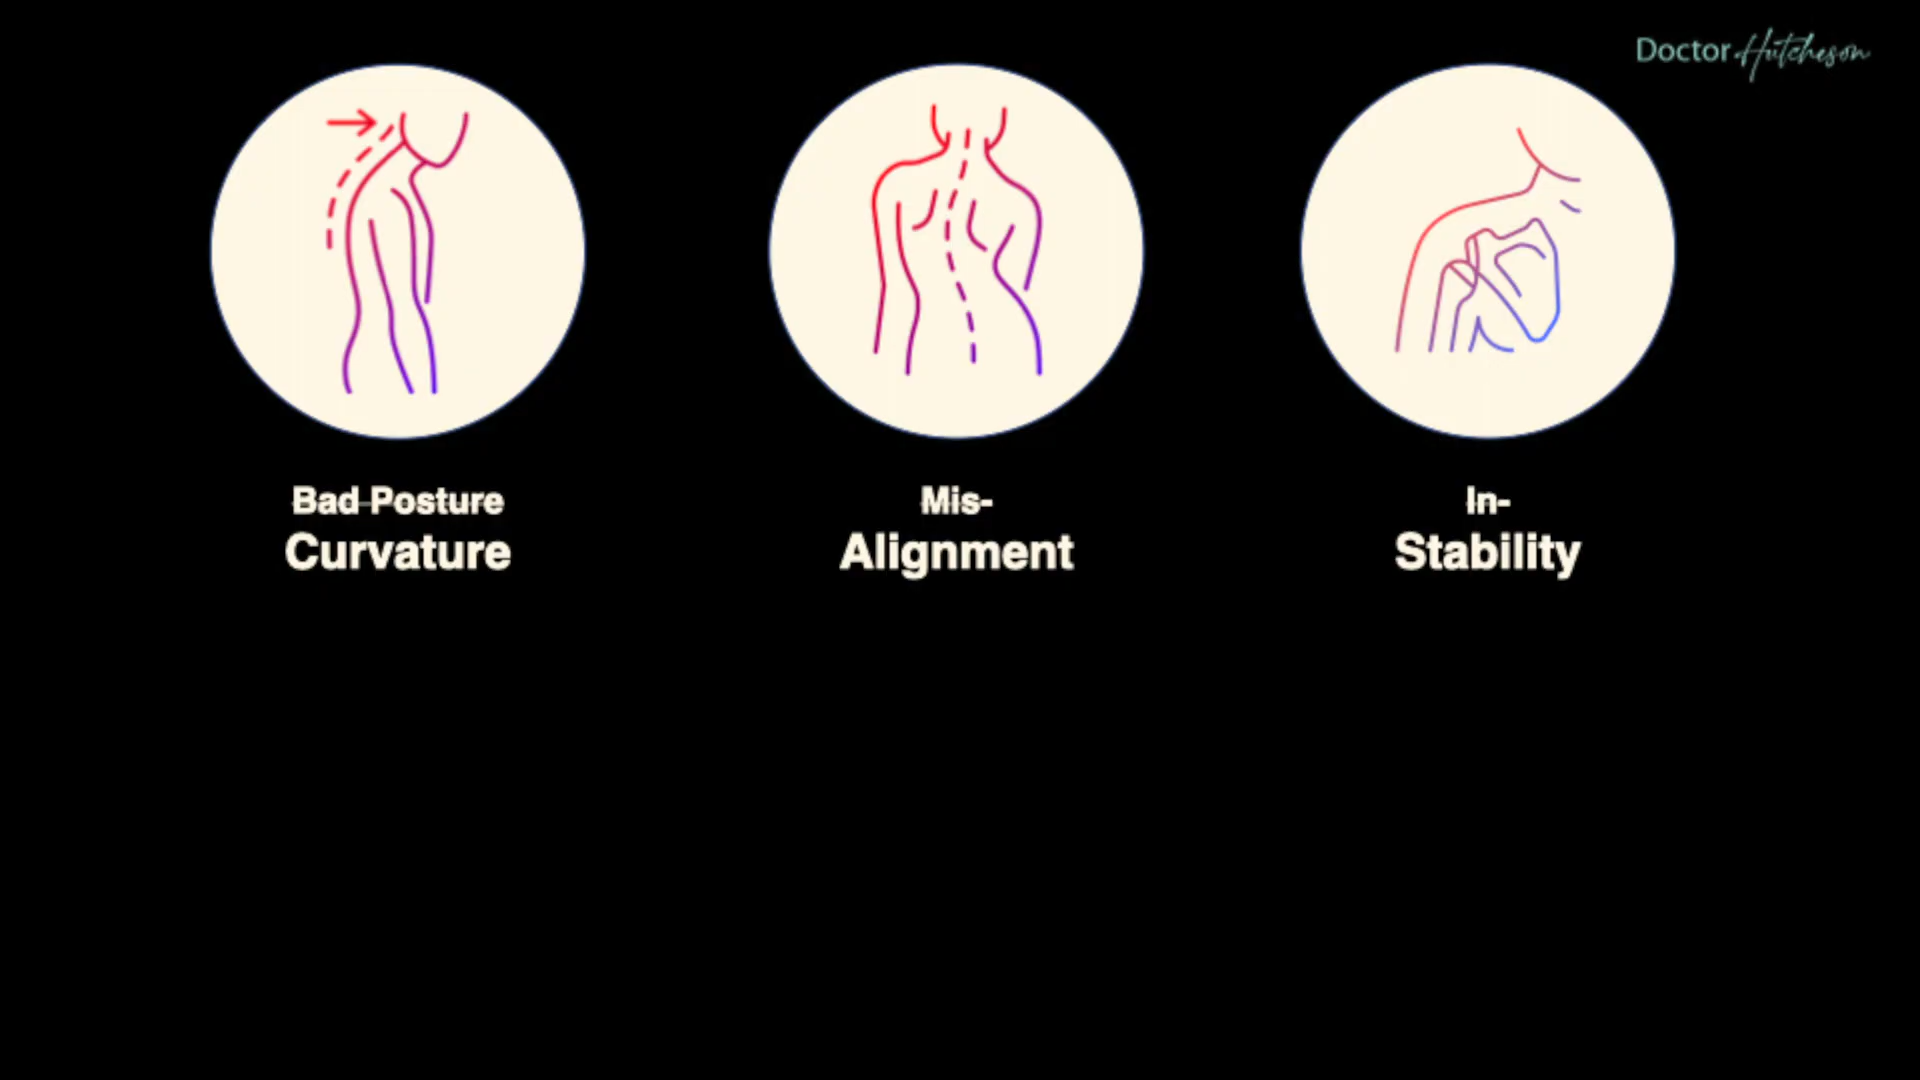 Doctor Hutcheson
Bad Posture
Curvature
Mis-
Alignment
In-
Stability